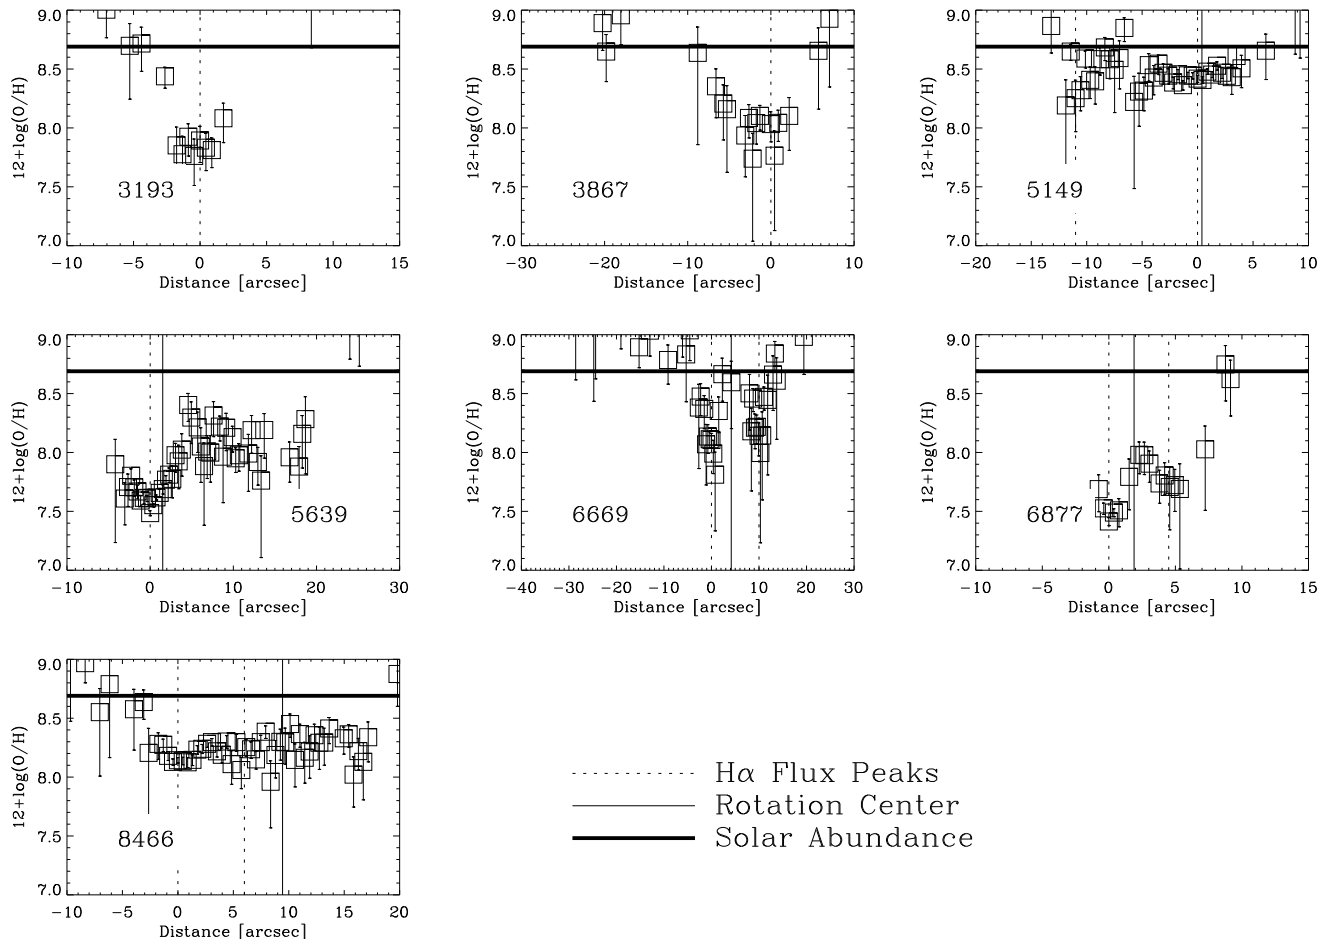 9.0
8.5
8.0
7.5
7.0
12+log(O/H)
3193
-10 -5 0 5 10 15
Distance [arcsec]
9.0
8.5
8.0
7.5
7.0
12+log(O/H)
3867
-30 -20 -10 0 10
Distance [arcsec]
9.0
8.5
8.0
7.5
7.0
12+log(O/H)
5149
-20 -15 -10 -5 0 5 10
Distance [arcsec]
9.0
8.5
8.0
7.5
7.0
12+log(O/H)
5639
-10 0 10 20 30
Distance [arcsec]
9.0
8.5
8.0
7.5
7.0
12+log(O/H)
6669
-40 -30 -20 -10 0 10 20 30
Distance [arcsec]
9.0
8.5
8.0
7.5
7.0
12+log(O/H)
6877
-10 -5 0 5 10 15
Distance [arcsec]
9.0
8.5
8.0
7.5
7.0
12+log(O/H)
8466
-10 -5 0 5 10 15 20
Distance [arcsec]
Hα Flux Peaks
Rotation Center
Solar Abundance